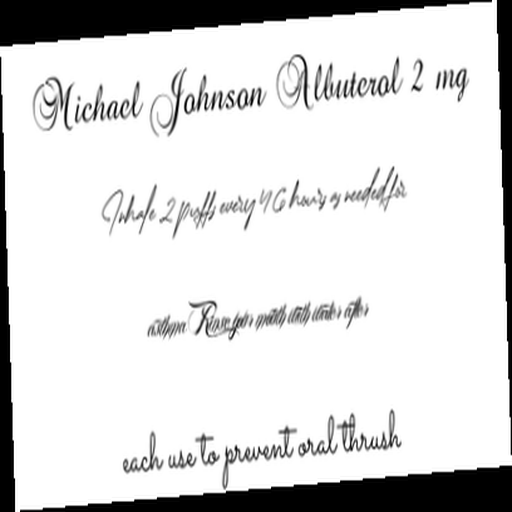 Michael Johnson Albuterol 2 mg
Inhale 2 puffs every 4 6 hours as needed for
asthma Rinse your mouth with water after
each use to prevent oral thrush